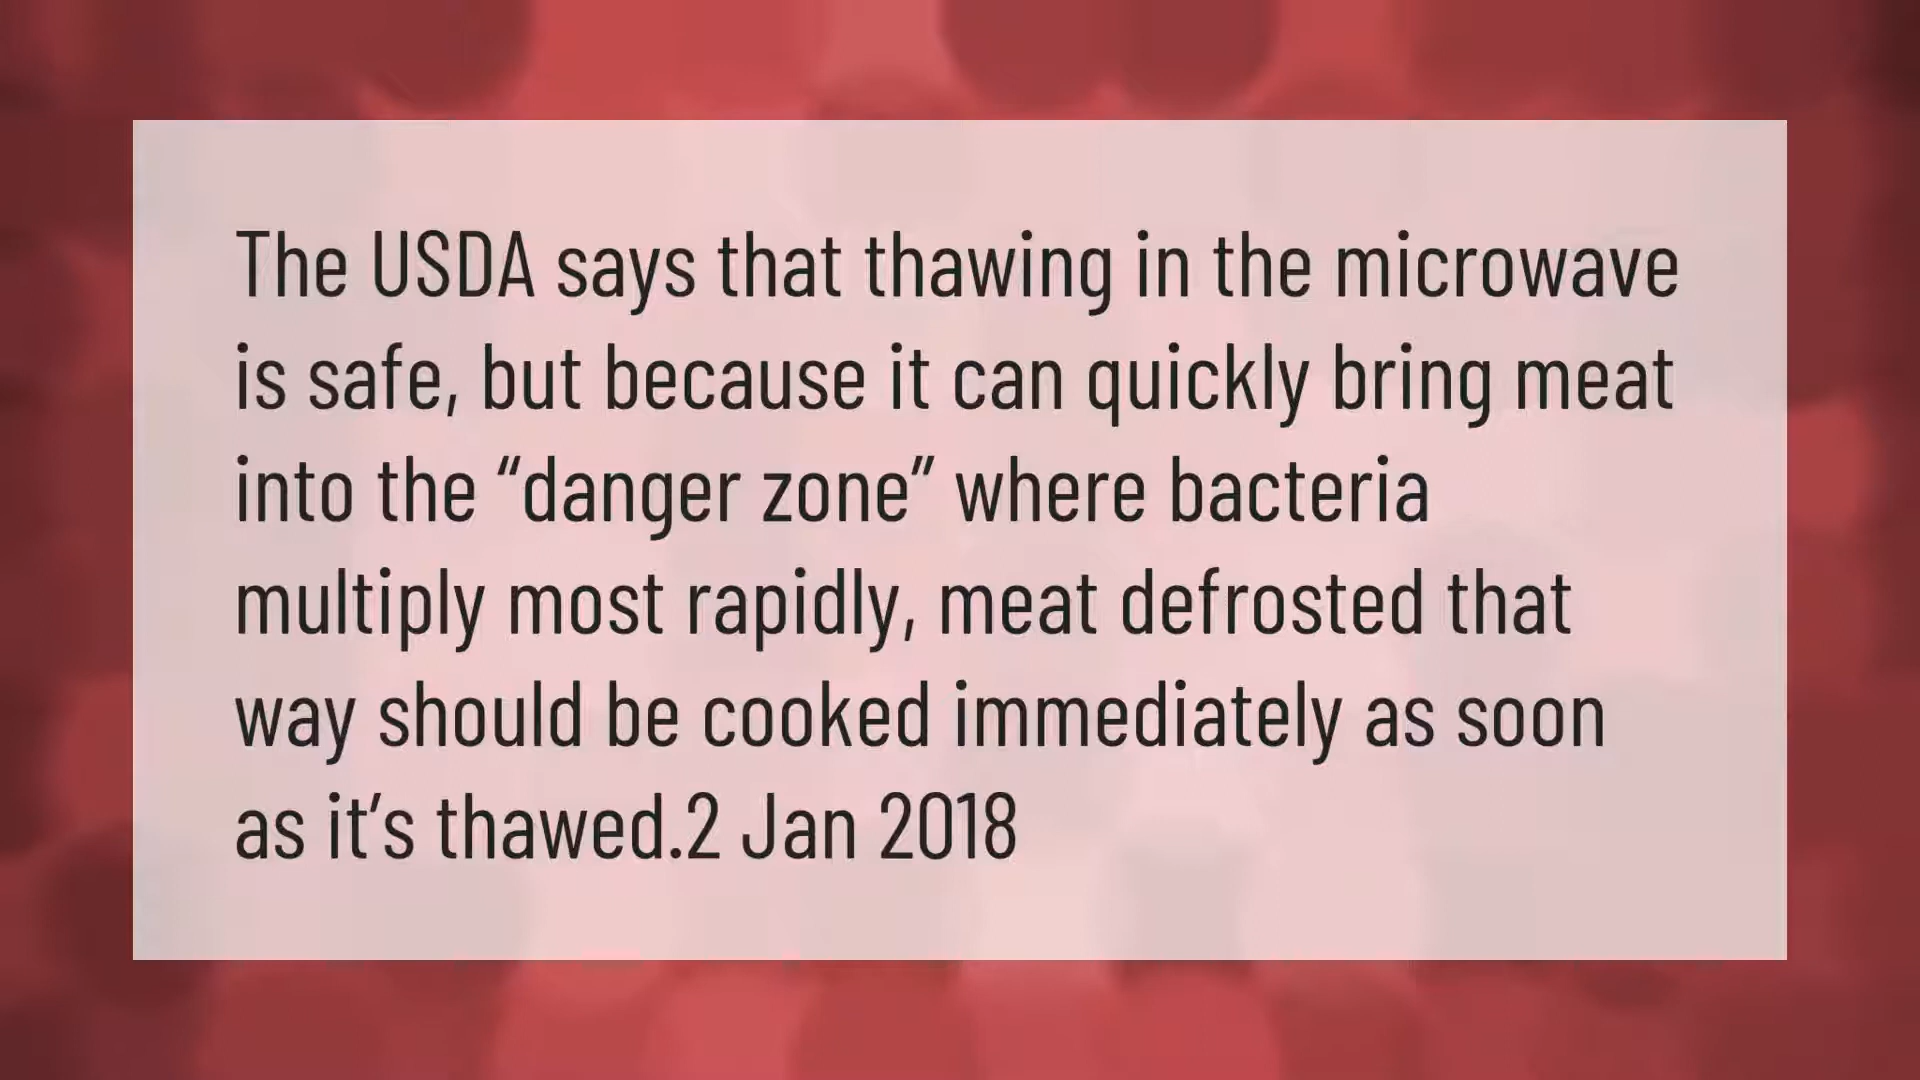 The USDA says that thawing in the microwave
is safe, but because it can quickly bring meat
into the “danger zone” where bacteria
multiply most rapidly, meat defrosted that
way should be cooked immediately as soon
as it’s thawed.2 Jan 2018